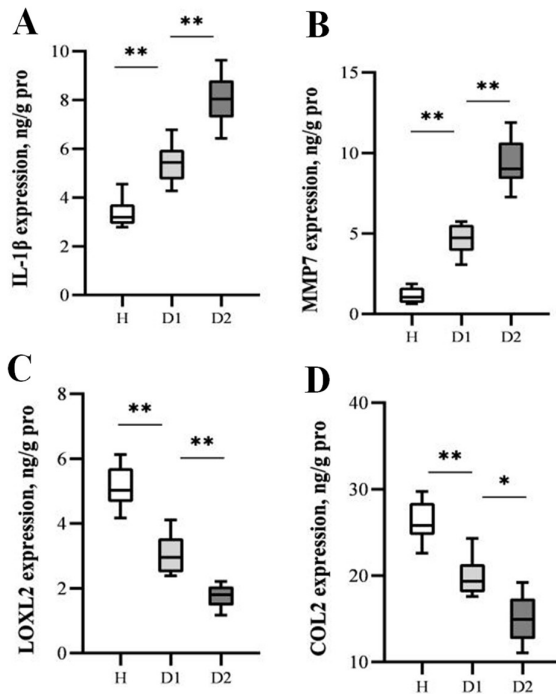 A
IL-1β expression, ng/g pro
10
8
6
4
2
0
**
**
H D1 D2
B
MMP7 expression, ng/g pro
15
10
5
0
**
**
H D1 D2
C
LOXL2 expression, ng/g pro
8
6
4
2
0
**
**
H D1 D2
D
COL2 expression, ng/g pro
40
30
20
10
**
*
H D1 D2